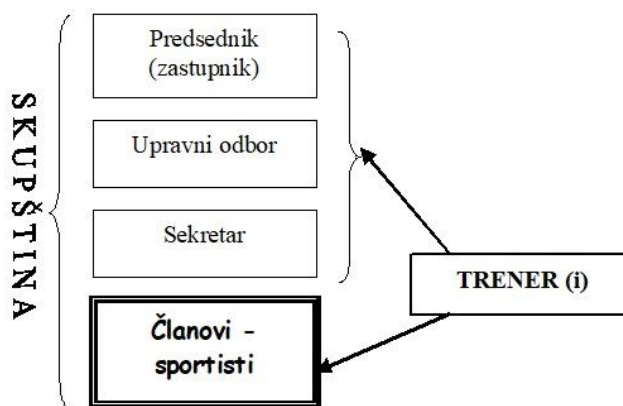 SKUPŠTINA
Predsednik
(zastupnik)
Upravni odbor
Sekretar
TRENER (i)
Članovi -
sportisti